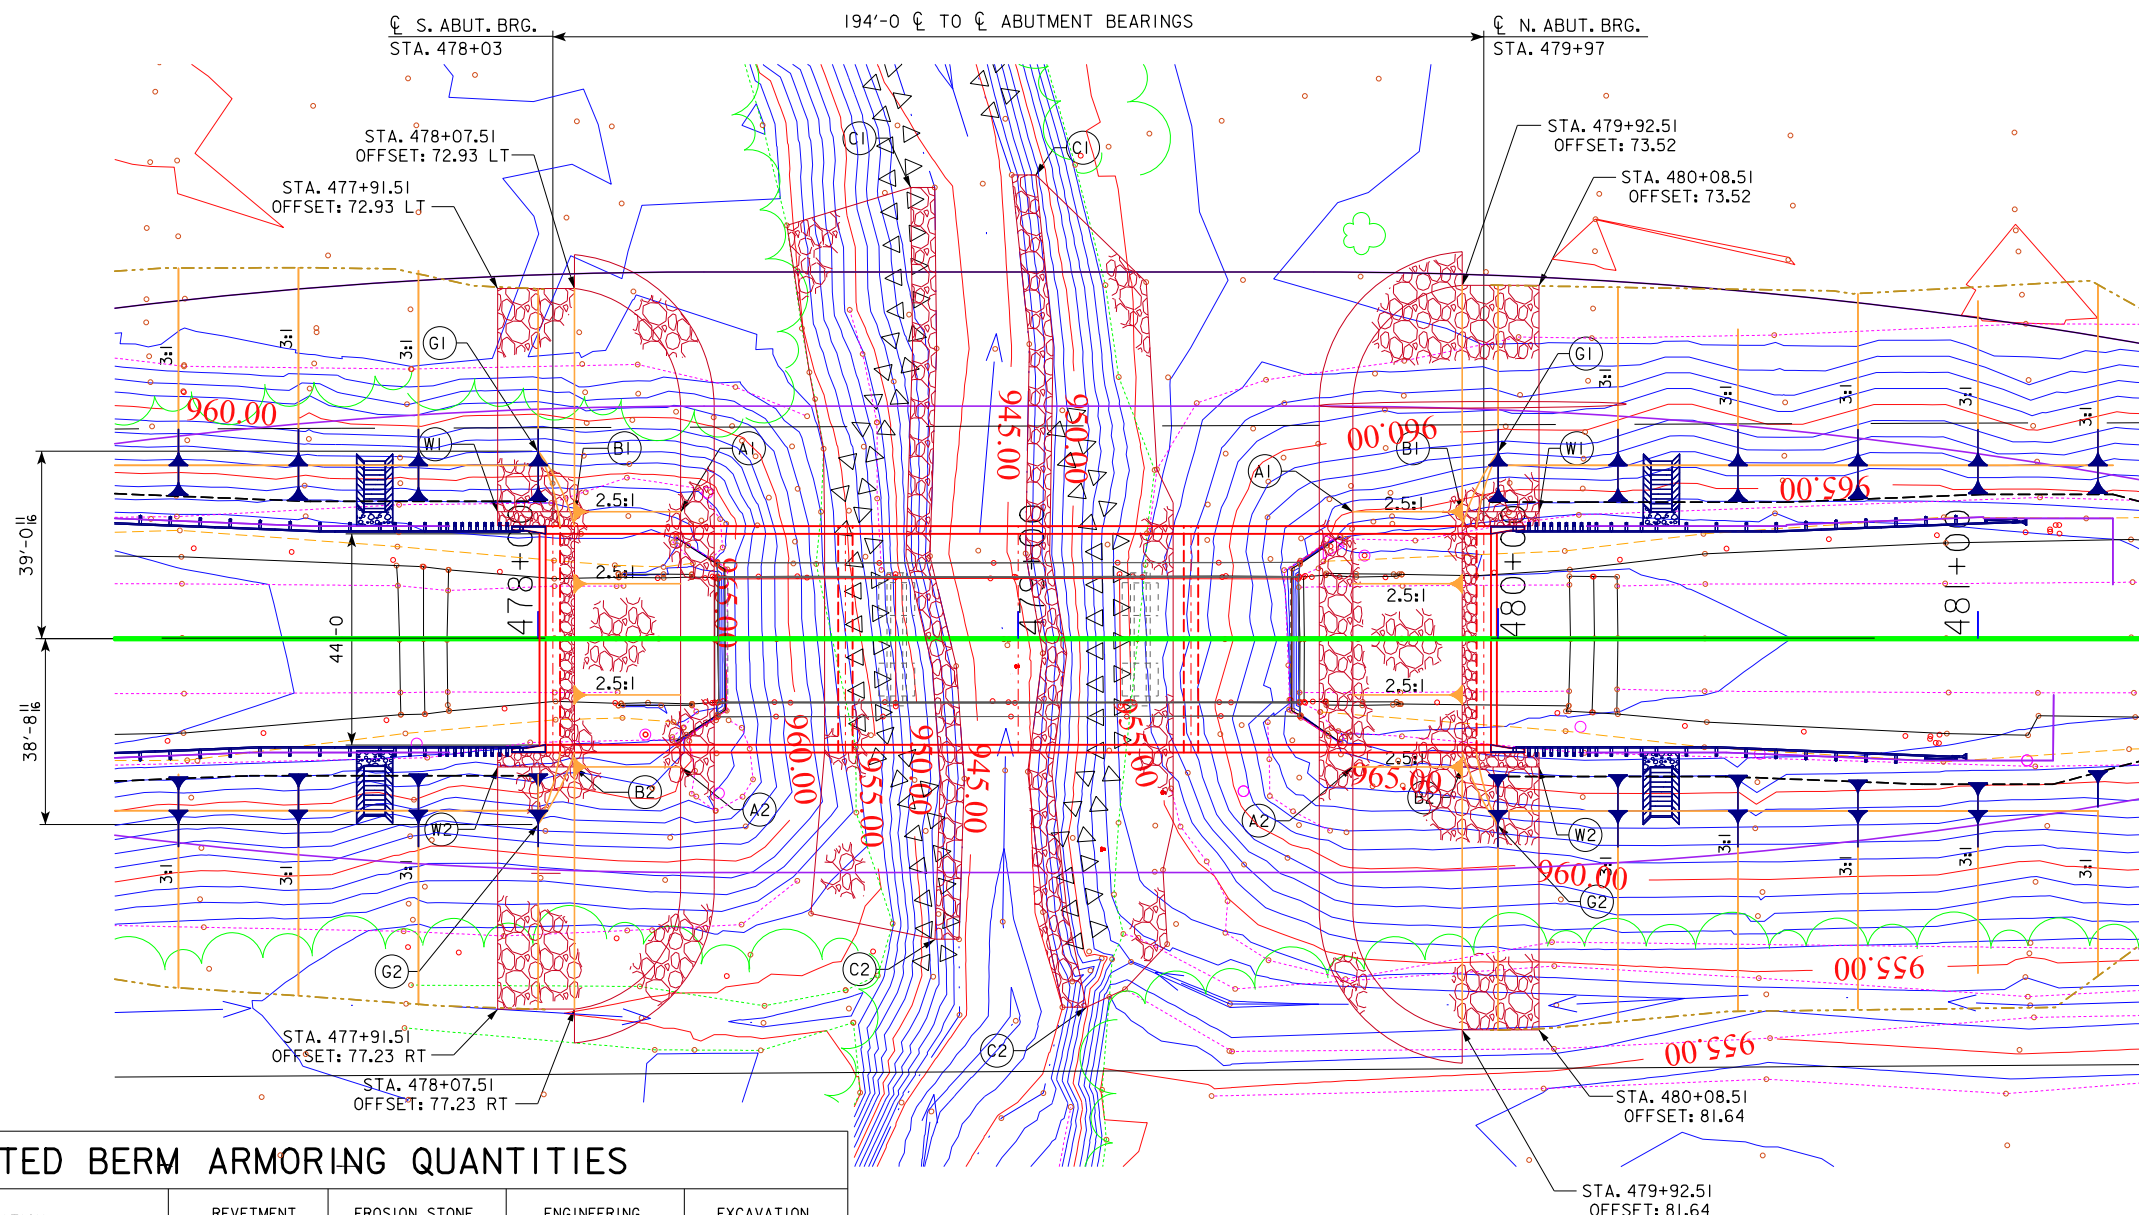 194'-0 ℄ TO ℄ ABUTMENT BEARINGS
℄ S. ABUT. BRG.
STA. 478+03
℄ N. ABUT. BRG.
STA. 479+97
STA. 478+07.51
OFFSET: 72.93 LT
STA. 477+91.51
OFFSET: 72.93 LT
STA. 479+92.51
OFFSET: 73.52
STA. 480+08.51
OFFSET: 73.52
C1
C1
3:1
3:1
3:1
G1
G1
3:1
3:1
3:1
3:1
3:1
960.00
945.00
950.00
960.00
W1
B1
A1
A1
B1
W1
965.00
2.5:1
2.5:1
39'-0 11/16
478+0
479+00
480+0
481+0
2.5:1
2.5:1
965.00
44-0
38'-8 11/16
2.5:1
2.5:1
2.5:1
960.00
955.00
950.00
945.00
955.00
965.00
W2
B2
A2
A2
B2
W2
3:1
3:1
3:1
3:1
3:1
3:1
3:1
960.00
G2
G2
C2
C2
955.00
955.00
STA. 477+91.51
OFFSET: 77.23 RT
STA. 478+07.51
OFFSET: 77.23 RT
STA. 480+08.51
OFFSET: 81.64
STA. 479+92.51
OFFSET: 81.64
TED BERM ARMORING QUANTITIES
REVETMENT EROSION STONE ENGINEERING EXCAVATION